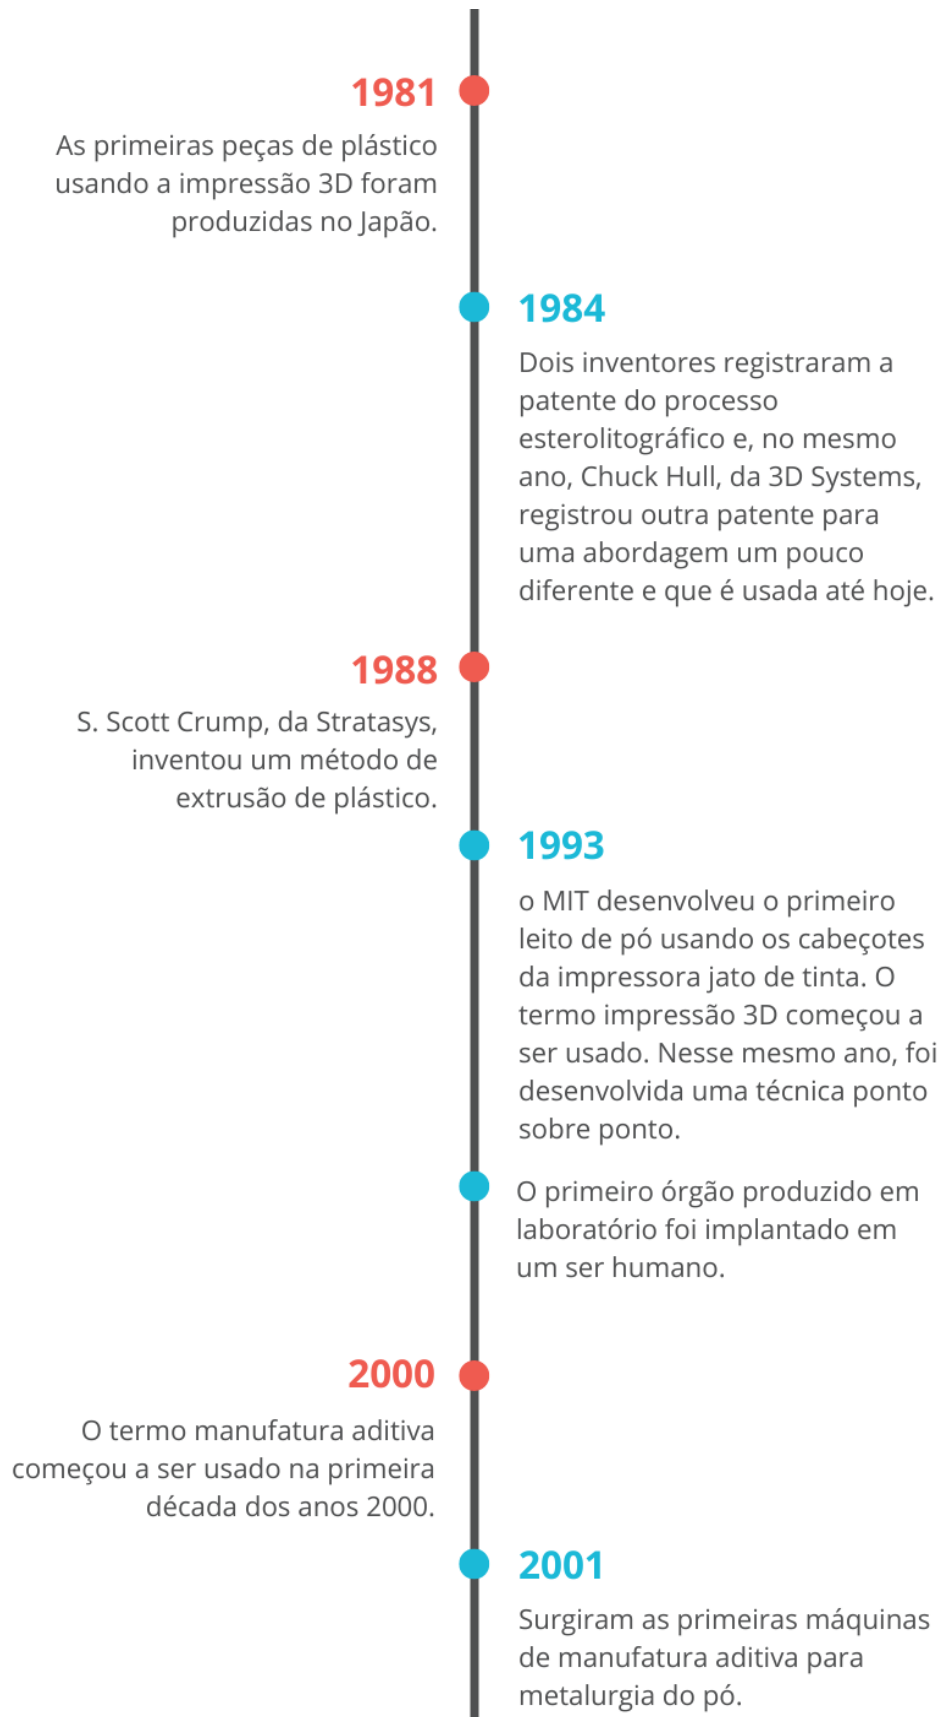 1981
As primeiras peças de plástico
usando a impressão 3D foram
produzidas no Japão.
1984
Dois inventores registraram a
patente do processo
esterolitográfico e, no mesmo
ano, Chuck Hull, da 3D Systems,
registrou outra patente para
uma abordagem um pouco
diferente e que é usada até hoje.
1988
S. Scott Crump, da Stratasys,
inventou um método de
extrusão de plástico.
1993
o MIT desenvolveu o primeiro
leito de pó usando os cabeçotes
da impressora jato de tinta. O
termo impressão 3D começou a
ser usado. Nesse mesmo ano, foi
desenvolvida uma técnica ponto
sobre ponto.
O primeiro órgão produzido em
laboratório foi implantado em
um ser humano.
2000
O termo manufatura aditiva
começou a ser usado na primeira
década dos anos 2000.
2001
Surgiram as primeiras máquinas
de manufatura aditiva para
metalurgia do pó.